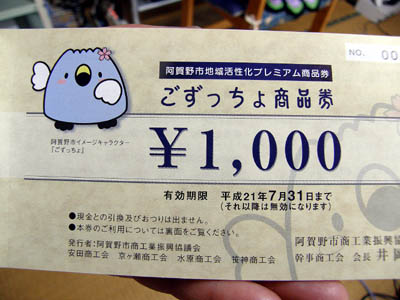 NO. 00
阿賀野市地域活性化プレミアム商品券
ごずっちょ商品券
¥1,000
阿賀野市イメージキャラクター
「ごずっちょ」
有効期限 平成21年7月31日まで
(それ以降は無効になります)
●現金との引換及びおつりは出ません。
●本券のご利用については裏面をご覧ください。
発行者:阿賀野市商工業振興協議会
安田商工会 京ヶ瀬商工会 水原商工会 笹神商工会
阿賀野市商工業振興協
幹事商工会 会長 井